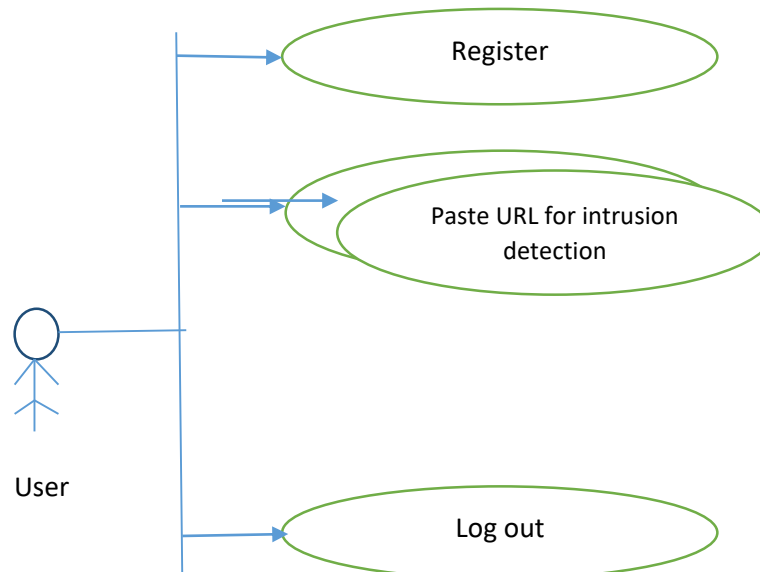 Register
Paste URL for intrusion
detection
User
Log out